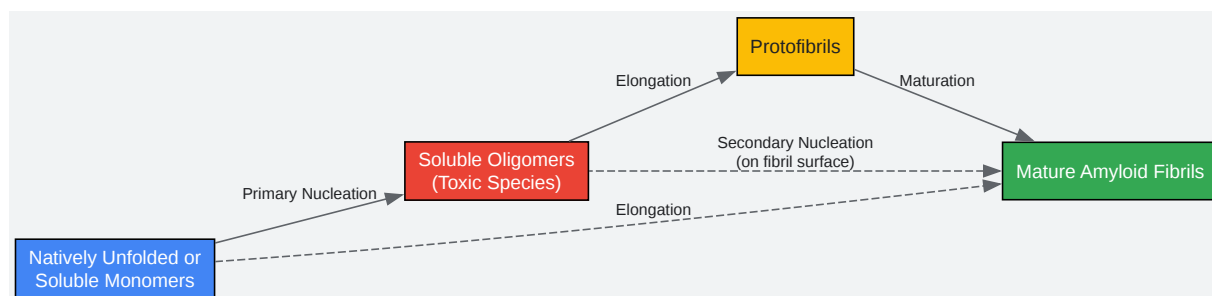 Protofibrils
Elongation
Maturation
Secondary Nucleation
(on fibril surface)
Soluble Oligomers
(Toxic Species)
Mature Amyloid Fibrils
Primary Nucleation
Elongation
Natively Unfolded or
Soluble Monomers